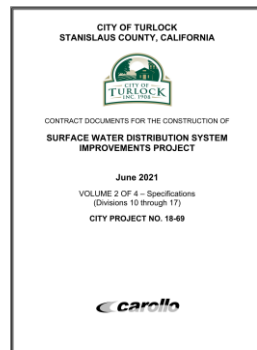 CITY OF TURLOCK
STANISLAUS COUNTY, CALIFORNIA
CITY OF
TURLOCK
INC. 1908
CONTRACT DOCUMENTS FOR THE CONSTRUCTION OF
SURFACE WATER DISTRIBUTION SYSTEM
IMPROVEMENTS PROJECT
June 2021
VOLUME 2 OF 4 – Specifications
(Divisions 10 through 17)
CITY PROJECT NO. 18-69
carollo